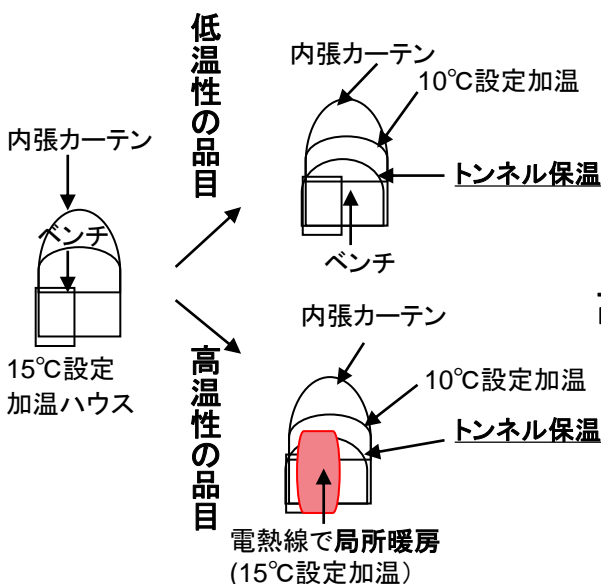 内張カーテン
ベンチ
15℃設定
加温ハウス
低温性の品目
内張カーテン
10℃設定加温
トンネル保温
ベンチ
高温性の品目
内張カーテン
10℃設定加温
トンネル保温
電熱線で局所暖房
(15℃設定加温）